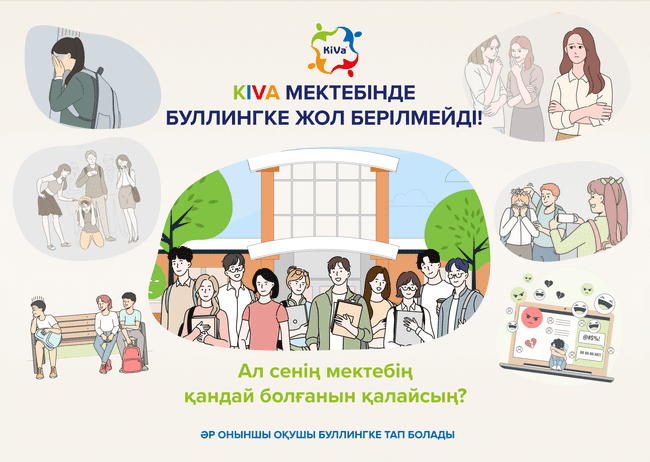 KiVa
KIVA МЕКТЕБІНДЕ
БУЛЛИНГКЕ ЖОЛ БЕРІЛМЕЙДІ!
@#$%!
Ал сенің мектебің
қандай болғанын қалайсың?
ӘР ОНЫНШЫ ОҚУШЫ БУЛЛИНГКЕ ТАП БОЛАДЫ